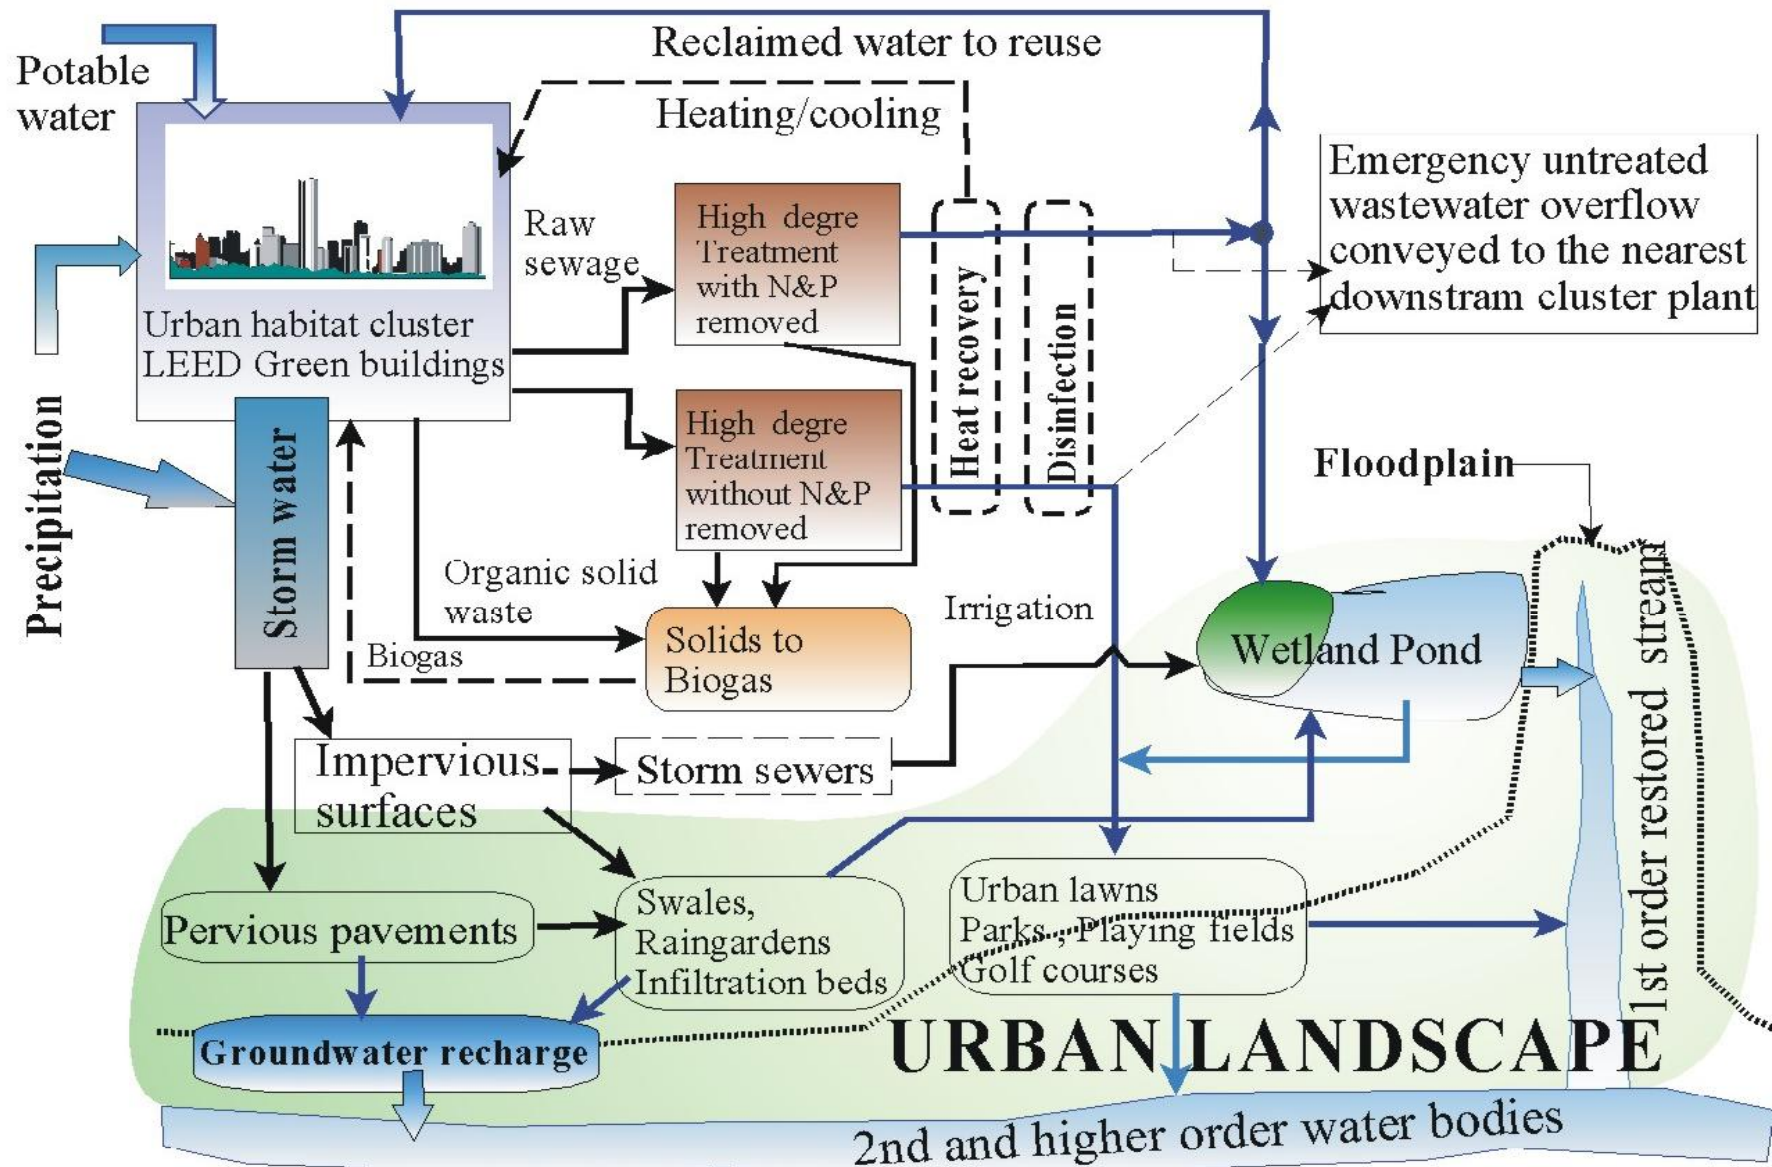 Potable
water
Reclaimed water to reuse
Heating/cooling
Emergency untreated
wastewater overflow
conveyed to the nearest
downstram cluster plant
Raw
sewage
High degre
Treatment
with N&P
removed
Urban habitat cluster
LEED Green buildings
Heat recovery
Disinfection
High degre
Treatment
without N&P
removed
Precipitation
Storm water
Floodplain
Organic solid
waste
Biogas
Solids to
Biogas
Irrigation
Wetland Pond
1st order restored stream
Impervious
surfaces
Storm sewers
Pervious pavements
Swales,
Raingardens
Infiltration beds
Urban lawns
Parks , Playing fields
Golf courses
Groundwater recharge
URBAN LANDSCAPE
2nd and higher order water bodies